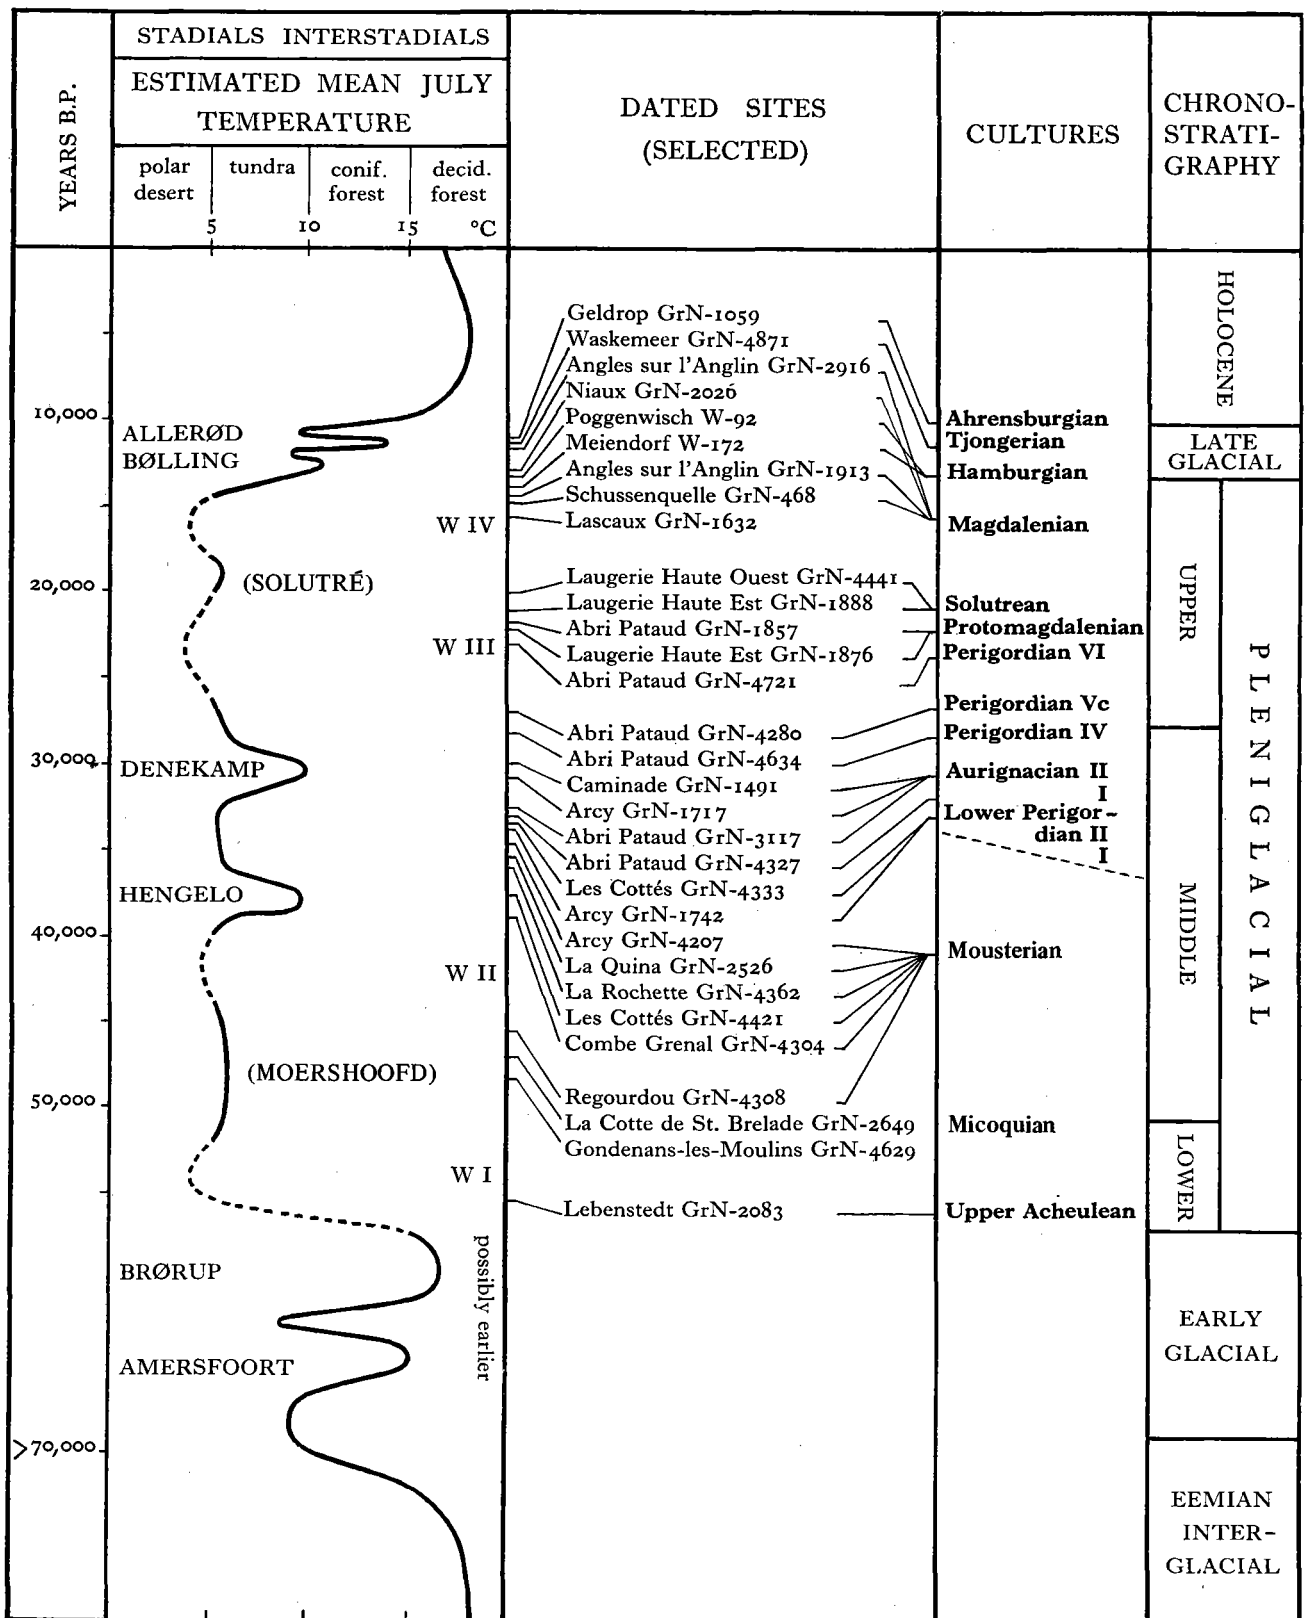 YEARS B.P.
STADIALS INTERSTADIALS
ESTIMATED MEAN JULY
TEMPERATURE
polar
desert
tundra
conif.
forest
decid.
forest
5
10
15
°C
DATED SITES
(SELECTED)
CULTURES
CHRONO-
STRATI-
GRAPHY
10,000
20,000
30,000
40,000
50,000
>70,000
ALLERØD
BØLLING
W IV
(SOLUTRÉ)
W III
DENEKAMP
HENGELO
W II
(MOERSHOOFD)
W I
BRØRUP
AMERSFOORT
possibly earlier
Geldrop GrN-1059
Waskemeer GrN-4871
Angles sur l'Anglin GrN-2916
Niaux GrN-2026
Poggenwisch W-92
Meiendorf W-172
Angles sur l'Anglin GrN-1913
Schussenquelle GrN-468
Lascaux GrN-1632
Laugerie Haute Ouest GrN-4441
Laugerie Haute Est GrN-1888
Abri Pataud GrN-1857
Laugerie Haute Est GrN-1876
Abri Pataud GrN-4721
Abri Pataud GrN-4280
Abri Pataud GrN-4634
Caminade GrN-1491
Arcy GrN-1717
Abri Pataud GrN-3117
Abri Pataud GrN-4327
Les Cottés GrN-4333
Arcy GrN-1742
Arcy GrN-4207
La Quina GrN-2526
La Rochette GrN-4362
Les Cottés GrN-4421
Combe Grenal GrN-4304
Regourdou GrN-4308
La Cotte de St. Brelade GrN-2649
Gondenans-les-Moulins GrN-4629
Lebenstedt GrN-2083
Ahrensburgian
Tjongerian
Hamburgian
Magdalenian
Solutrean
Protomagdalenian
Perigordian VI
Perigordian Vc
Perigordian IV
Aurignacian II
I
Lower Perigor-
dian II
I
Mousterian
Micoquian
Upper Acheulean
HOLOCENE
LATE
GLACIAL
UPPER
MIDDLE
LOWER
PLENIGLACIAL
EARLY
GLACIAL
EEMIAN
INTER-
GLACIAL